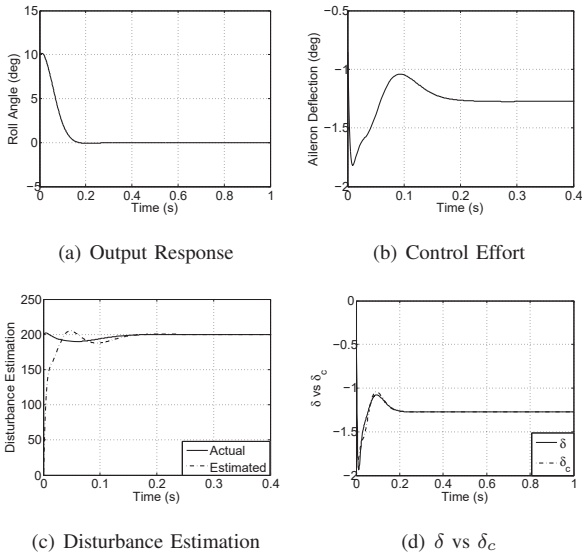 15
10
5
0
−5
0 0.2 0.4 0.6 0.8 1
Roll Angle (deg)
Time (s)
(a) Output Response
−0.5
−1
−1.5
−2
0 0.1 0.2 0.3 0.4
Aileron Deflection (deg)
Time (s)
(b) Control Effort
250
200
150
100
50
0
0 0.1 0.2 0.3 0.4
Disturbance Estimation
Time (s)
Actual
Estimated
(c) Disturbance Estimation
0
−0.5
−1
−1.5
−2
0 0.2 0.4 0.6 0.8 1
δ vs δc
Time (s)
δ
δc
(d) δ vs δc